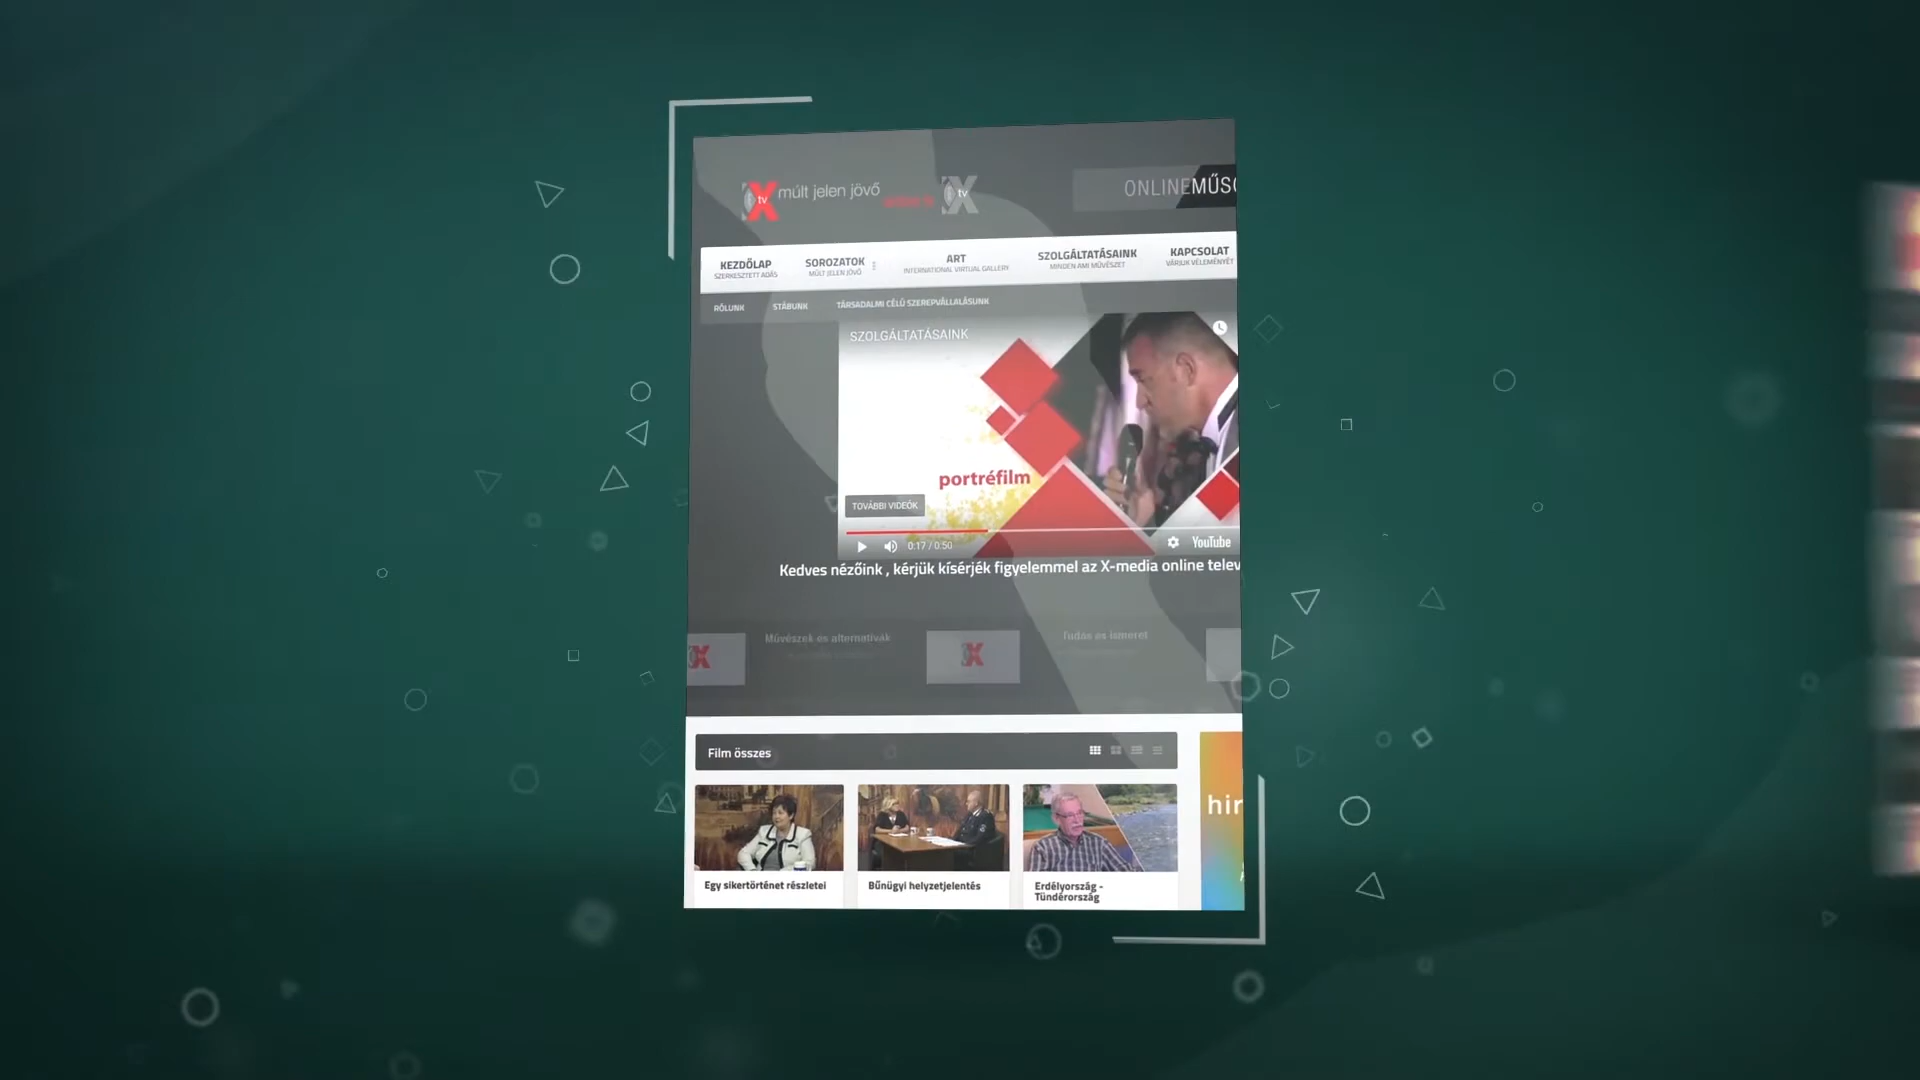 tv múlt jelen jövő
tv
ONLINEMŰS
KEZDŐLAP
SZERKESZTETT ADÁS
SOROZATOK
MÚLT JELEN JÖVŐ
ART
INTERNATIONAL VIRTUAL GALLERY
SZOLGÁLTATÁSAINK
MINDEN AMI MŰVÉSZET
KAPCSOLAT
VÁRJUK VÉLEMÉNYÉT
RÓLUNK
STÁBUNK
TÁRSADALMI CÉLÚ SZEREPVÁLLALÁSUNK
SZOLGÁLTATÁSAINK
portréfilm
TOVÁBBI VIDEÓK
0:17 / 0:50
YouTube
Kedves nézőink , kérjük kísérjék figyelemmel az X-media online telev
Művészek és alternatívák
Tudás és ismeret
Film összes
hir
Egy sikertörténet részletei
Bűnügyi helyzetjelentés
Erdélyország -
Tündérország